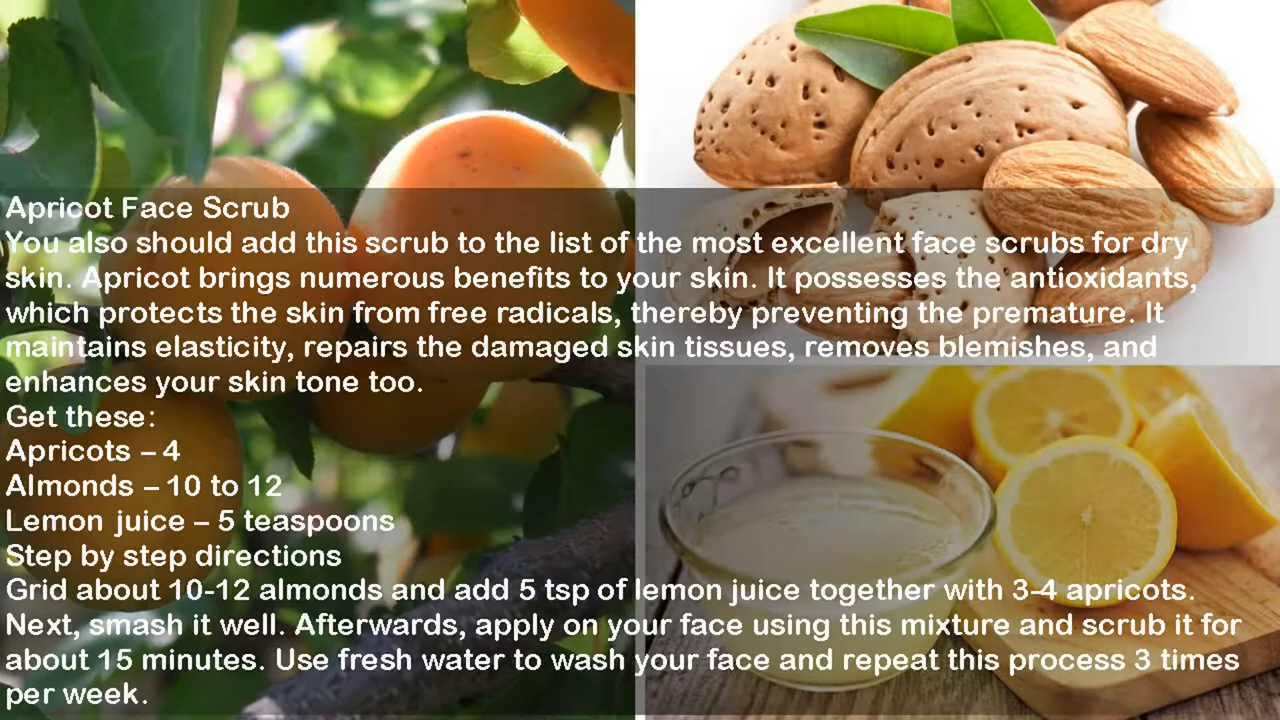 Apricot Face Scrub
You also should add this scrub to the list of the most excellent face scrubs for dry
skin. Apricot brings numerous benefits to your skin. It possesses the antioxidants,
which protects the skin from free radicals, thereby preventing the premature. It
maintains elasticity, repairs the damaged skin tissues, removes blemishes, and
enhances your skin tone too.
Get these:
Apricots – 4
Almonds – 10 to 12
Lemon juice – 5 teaspoons
Step by step directions
Grid about 10-12 almonds and add 5 tsp of lemon juice together with 3-4 apricots.
Next, smash it well. Afterwards, apply on your face using this mixture and scrub it for
about 15 minutes. Use fresh water to wash your face and repeat this process 3 times
per week.